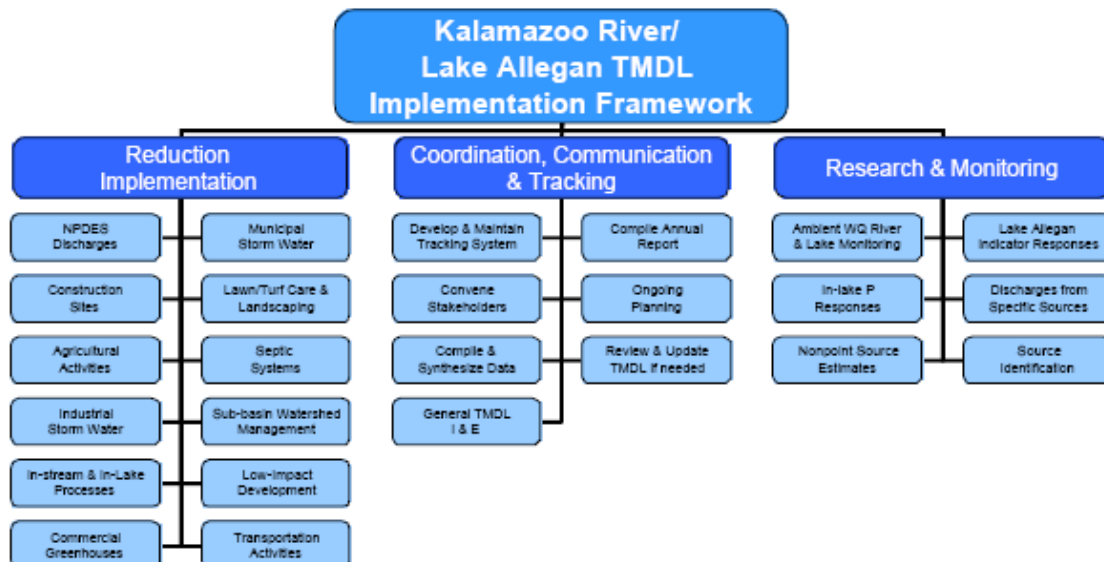 Kalamazoo River/
Lake Allegan TMDL
Implementation Framework
Reduction
Implementation
NPDES
Discharges
Municipal
Storm Water
Construction
Sites
Lawn/Turf Care &
Landscaping
Agricultural
Activities
Septic
Systems
Industrial
Storm Water
Sub-basin Watershed
Management
In-stream & In-Lake
Processes
Low-Impact
Development
Commercial
Greenhouses
Transportation
Activities
Coordination, Communication
& Tracking
Develop & Maintain
Tracking System
Compile Annual
Report
Convene
Stakeholders
Ongoing
Planning
Compile &
Synthesize Data
Review & Update
TMDL if needed
General TMDL
I & E
Research & Monitoring
Ambient WQ River
& Lake Monitoring
Lake Allegan
Indicator Responses
In-lake P
Responses
Discharges from
Specific Sources
Nonpoint Source
Estimates
Source
Identification